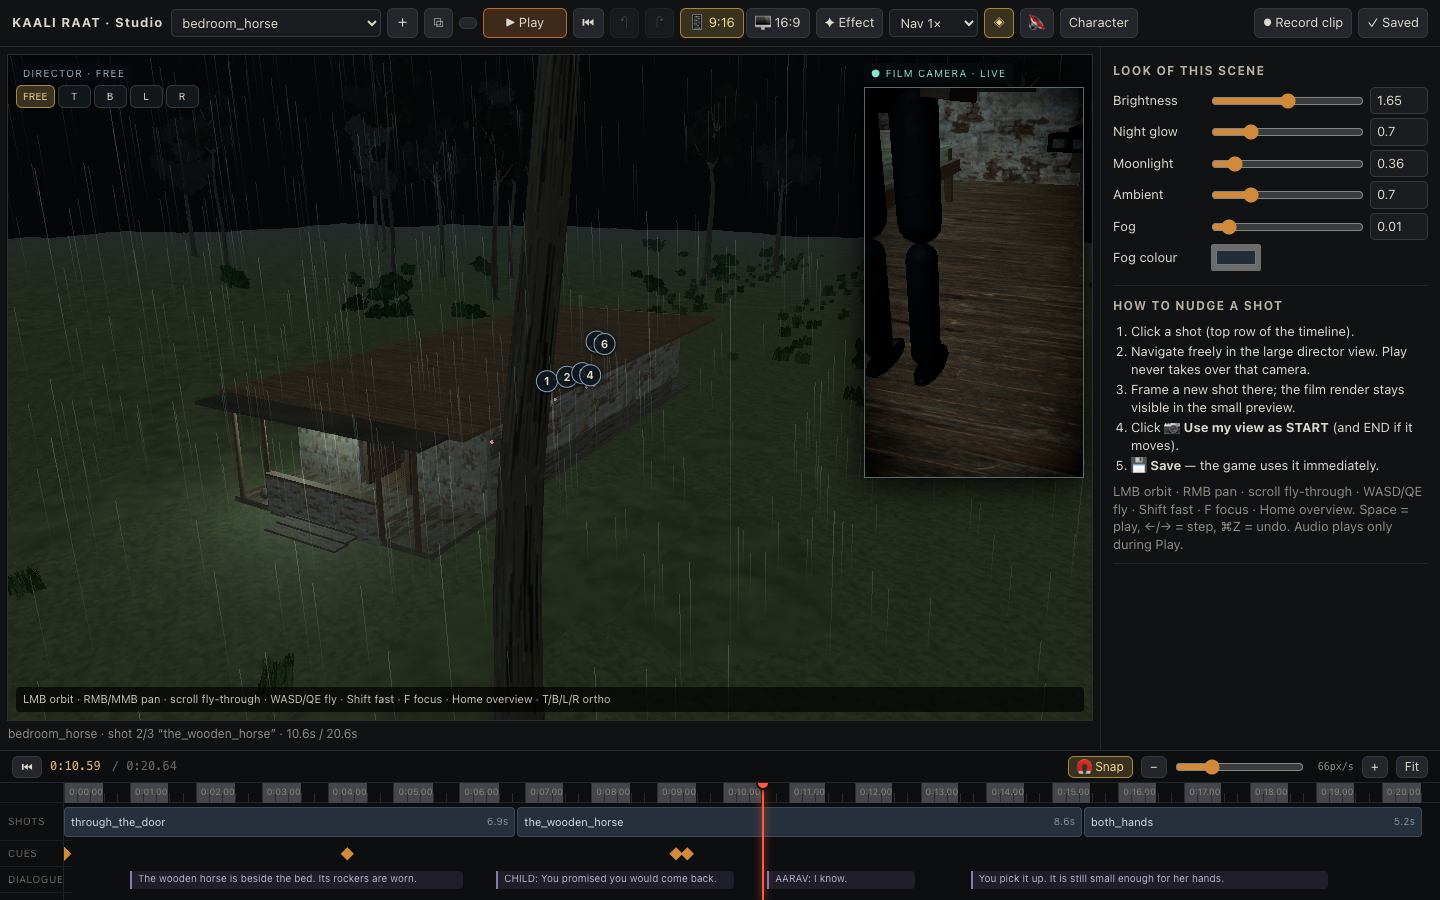 KAALI RAAT · Studio
bedroom_horse
+
Play
9:16
16:9
Effect
Nav 1×
Character
Record clip
✓ Saved
DIRECTOR · FREE
FREE T B L R
FILM CAMERA · LIVE
1 2 4 6
LMB orbit · RMB/MMB pan · scroll fly-through · WASD/QE fly · Shift fast · F focus · Home overview · T/B/L/R ortho
bedroom_horse · shot 2/3 “the_wooden_horse” · 10.6s / 20.6s
LOOK OF THIS SCENE
Brightness 1.65
Night glow 0.7
Moonlight 0.36
Ambient 0.7
Fog 0.01
Fog colour
HOW TO NUDGE A SHOT
1. Click a shot (top row of the timeline).
2. Navigate freely in the large director view. Play
never takes over that camera.
3. Frame a new shot there; the film render stays
visible in the small preview.
4. Click 📷 Use my view as START (and END if it
moves).
5. 💾 Save — the game uses it immediately.
LMB orbit · RMB pan · scroll fly-through · WASD/QE
fly · Shift fast · F focus · Home overview. Space =
play, ←/→ = step, ⌘Z = undo. Audio plays only
during Play.
0:10.59 / 0:20.64
Snap
−
66px/s
+
Fit
0:00:00 0:01:00 0:02:00 0:03:00 0:04:00 0:05:00 0:06:00 0:07:00 0:08:00 0:09:00 0:10:00 0:11:00 0:12:00 0:13:00 0:14:00 0:15:00 0:16:00 0:17:00 0:18:00 0:19:00 0:20:00
SHOTS
through_the_door 6.9s
the_wooden_horse 8.6s
both_hands 5.2s
CUES
DIALOGUE
The wooden horse is beside the bed. Its rockers are worn.
CHILD: You promised you would come back.
AARAV: I know.
You pick it up. It is still small enough for her hands.